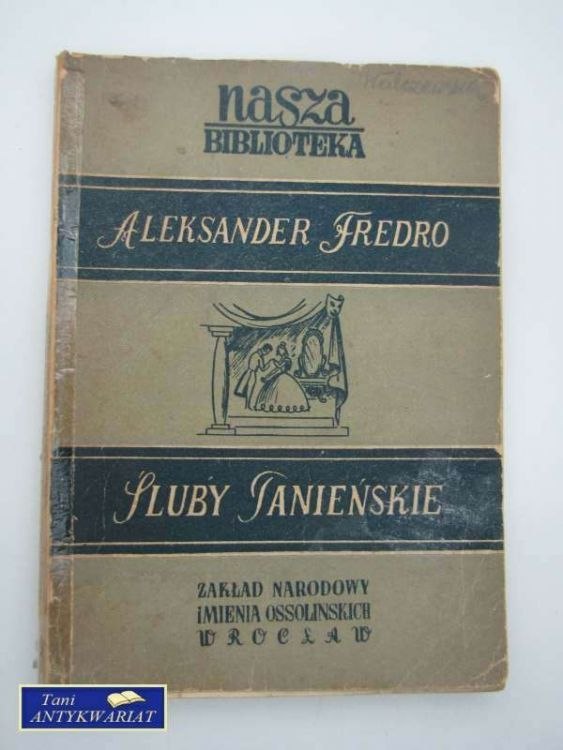 nasza
BIBLIOTEKA
ALEKSANDER FREDRO
ŚLUBY PANIEŃSKIE
ZAKŁAD NARODOWY
iMIENIA OSSOLIŃSKICH
WROCŁAW
Tani
ANTYKWARIAT